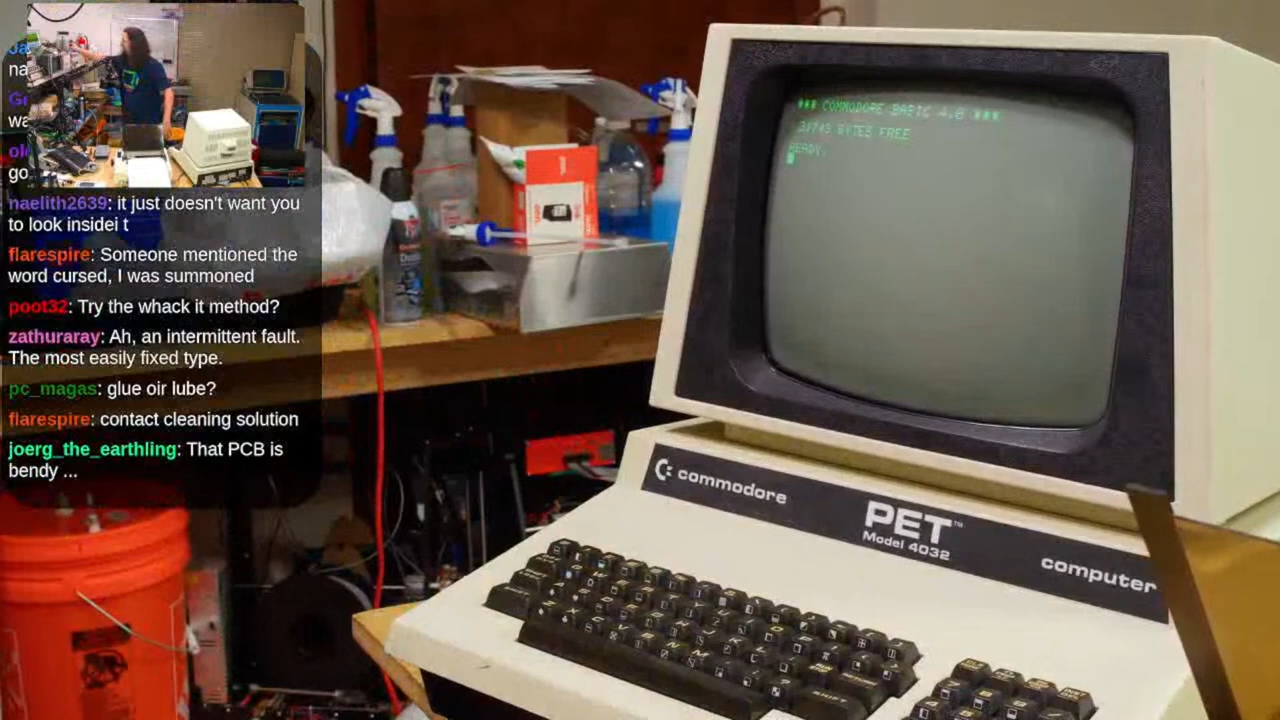 naelith2639: it just doesn't want you
to look insidei t
flarespire: Someone mentioned the
word cursed, I was summoned
poot32: Try the whack it method?
zathuraray: Ah, an intermittent fault.
The most easily fixed type.
pc_magas: glue oir lube?
flarespire: contact cleaning solution
joerg_the_earthling: That PCB is
bendy ...
*** COMMODORE BASIC 4.0 ***
31743 BYTES FREE
READY.
commodore
PET™
Model 4032
computer